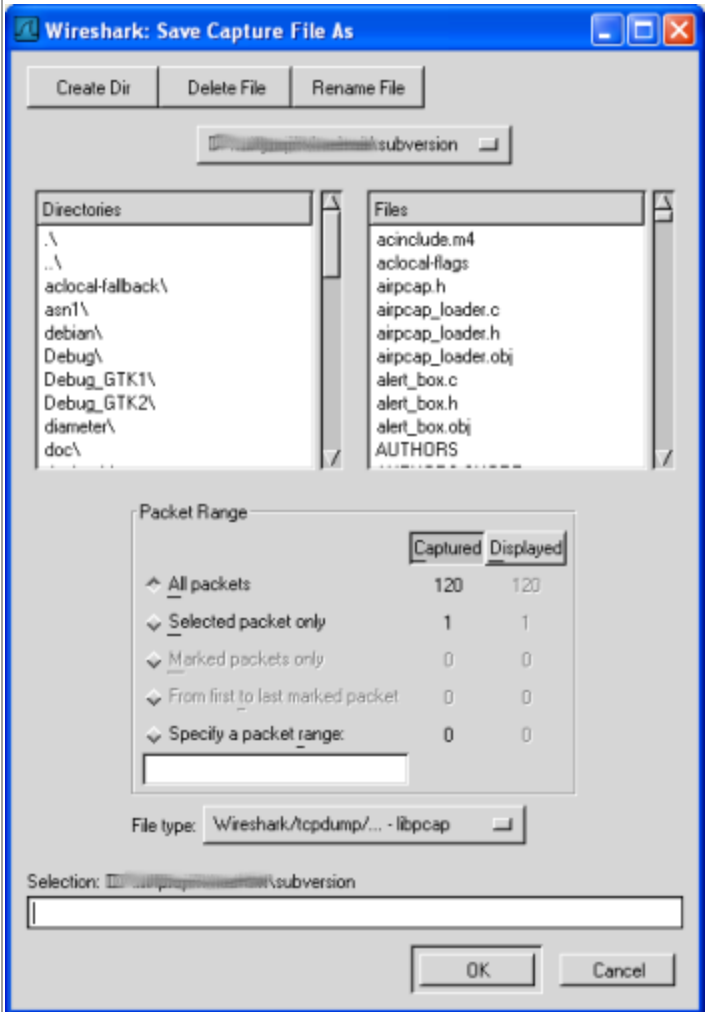 Wireshark: Save Capture File As
Create Dir Delete File Rename File
\subversion
Directories
.\
..\
aclocal-fallback\
asn1\
debian\
Debug\
Debug_GTK1\
Debug_GTK2\
diameter\
doc\
Files
acinclude.m4
aclocal-flags
airpcap.h
airpcap_loader.c
airpcap_loader.h
airpcap_loader.obj
alert_box.c
alert_box.h
alert_box.obj
AUTHORS
Packet Range
Captured Displayed
All packets 120 120
Selected packet only 1 1
Marked packets only 0 0
From first to last marked packet 0 0
Specify a packet range: 0 0
File type: Wireshark/tcpdump/... - libpcap
Selection: \subversion
OK Cancel